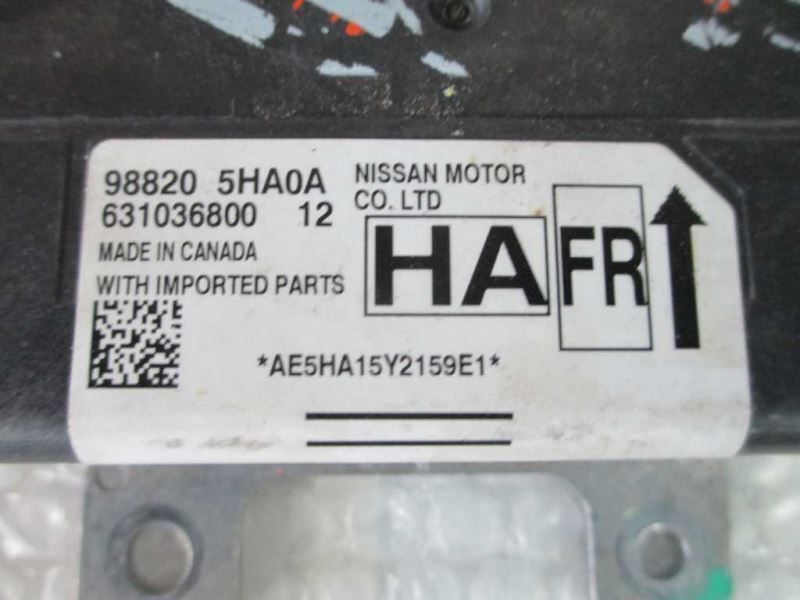 98820 5HA0A
631036800 12
MADE IN CANADA
WITH IMPORTED PARTS
NISSAN MOTOR
CO. LTD
HA
FR
*AE5HA15Y2159E1*